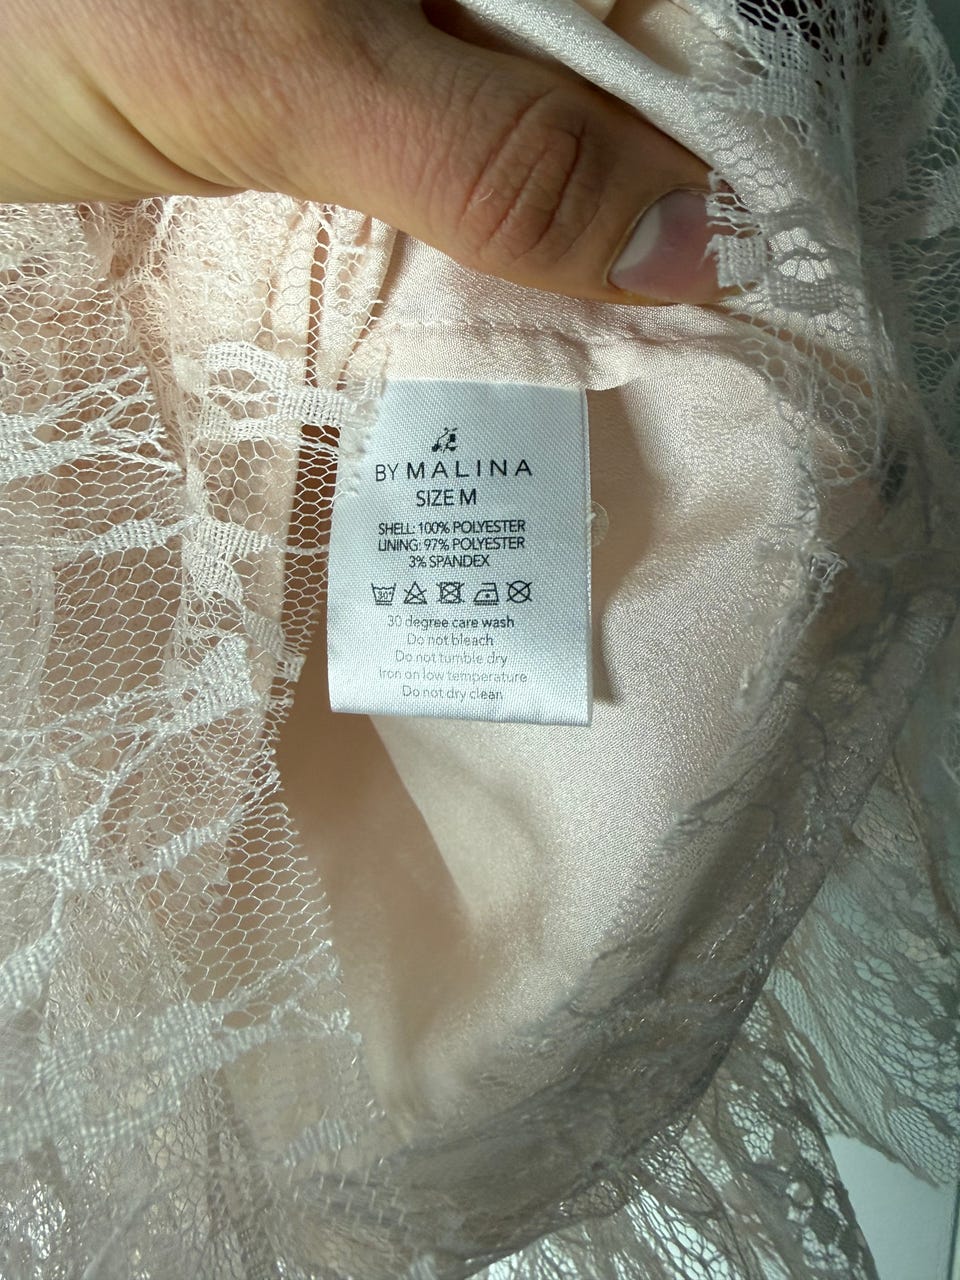 BY MALINA
SIZE M
SHELL: 100% POLYESTER
LINING: 97% POLYESTER
3% SPANDEX
30°
30 degree care wash
Do not bleach
Do not tumble dry
Iron on low temperature
Do not dry clean